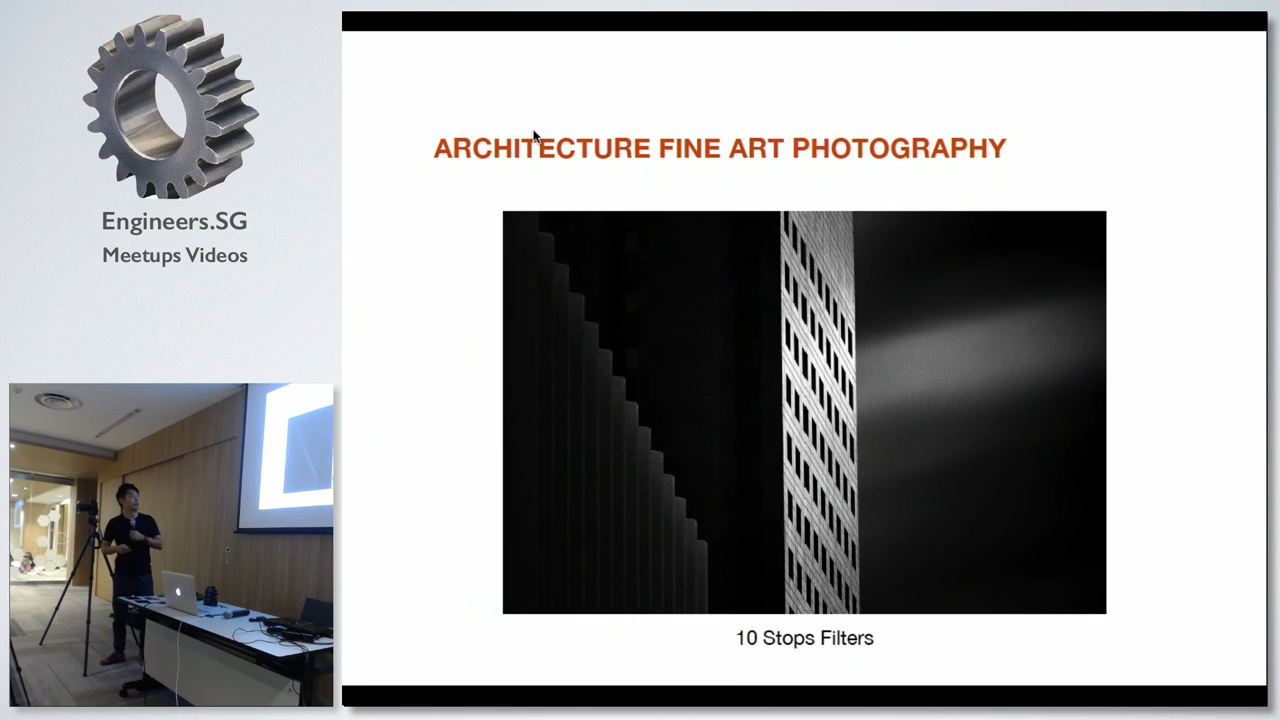 Engineers.SG
Meetups Videos
ARCHITECTURE FINE ART PHOTOGRAPHY
10 Stops Filters